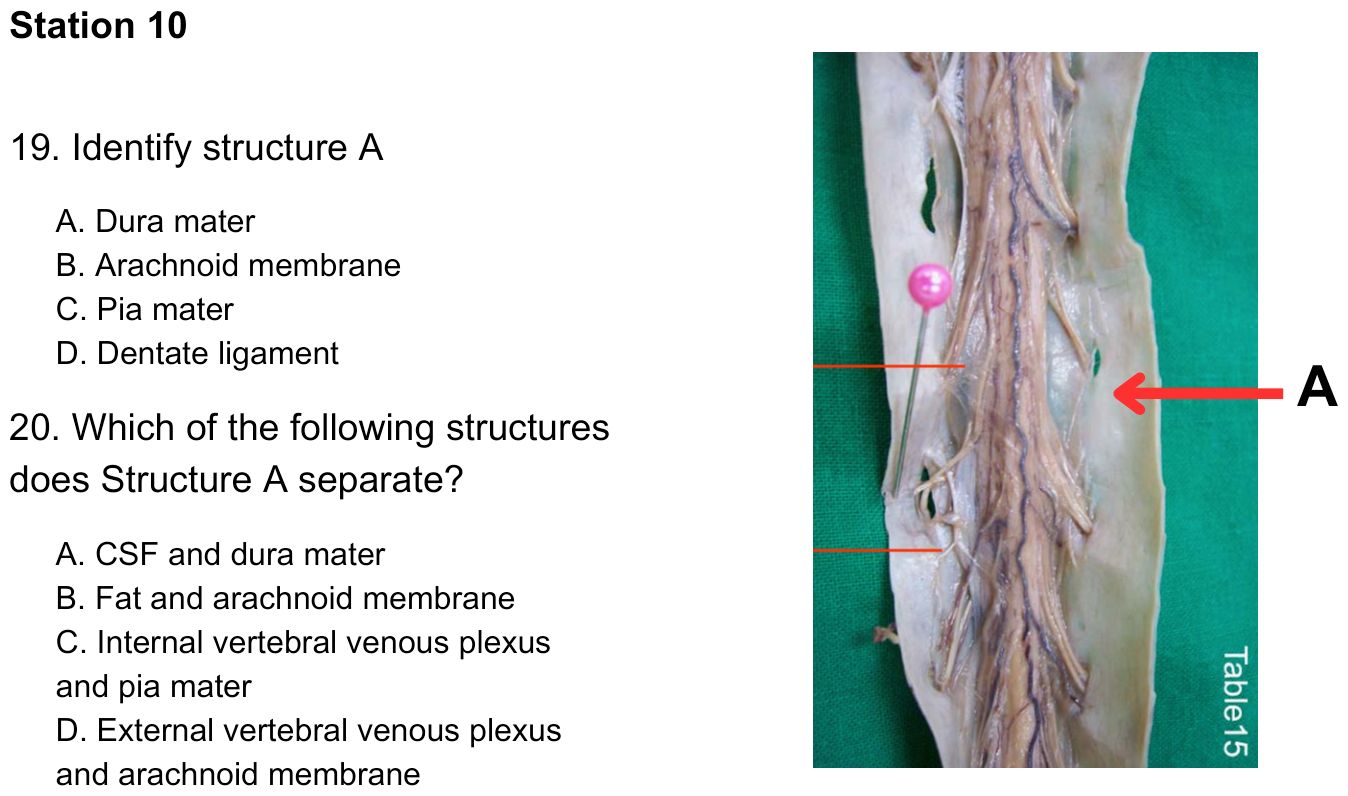 Station 10
19. Identify structure A
A. Dura mater
B. Arachnoid membrane
C. Pia mater
D. Dentate ligament
20. Which of the following structures
does Structure A separate?
A. CSF and dura mater
B. Fat and arachnoid membrane
C. Internal vertebral venous plexus
and pia mater
D. External vertebral venous plexus
and arachnoid membrane
A
Table15